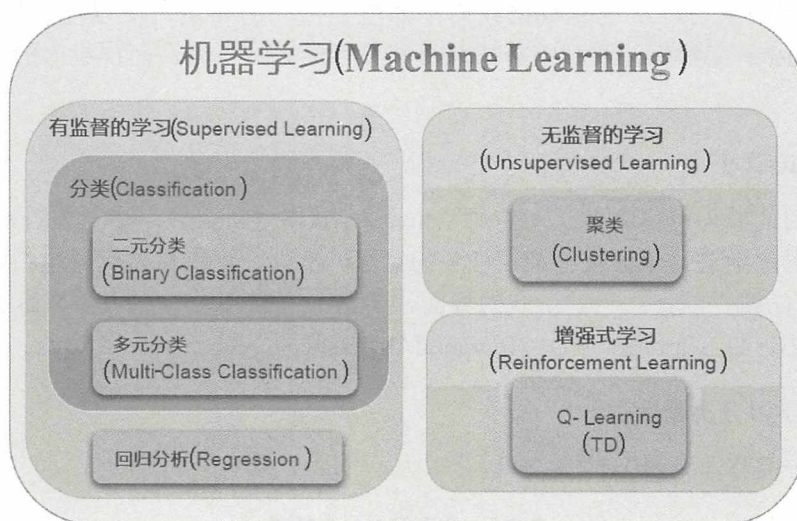 机器学习(Machine Learning)
有监督的学习(Supervised Learning)
分类(Classification)
二元分类
(Binary Classification)
多元分类
(Multi-Class Classification)
回归分析(Regression)
无监督的学习
(Unsupervised Learning)
聚类
(Clustering)
增强式学习
(Reinforcement Learning)
Q- Learning
(TD)